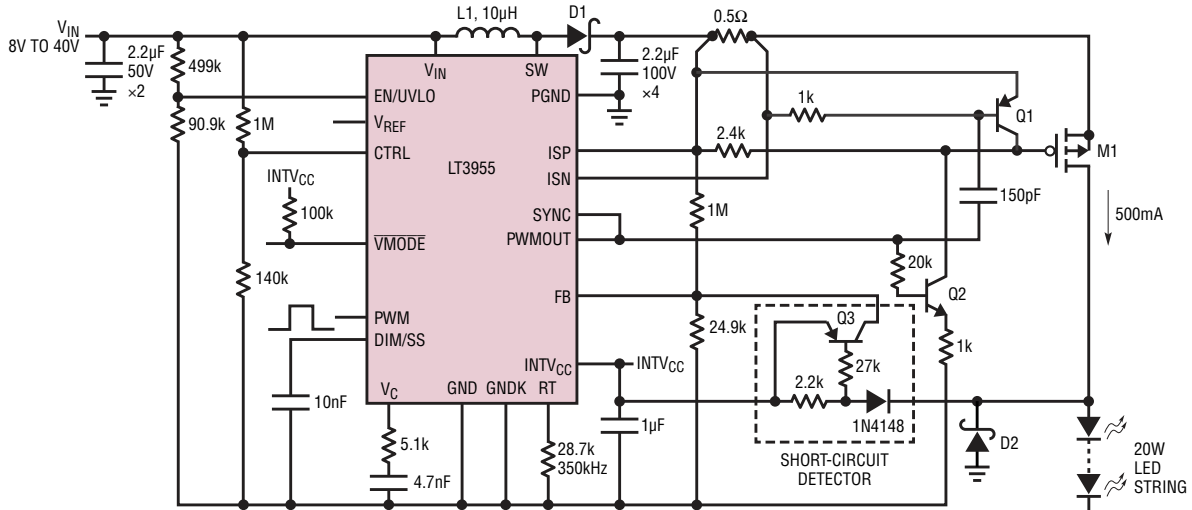 V_IN
8V TO 40V
2.2µF
50V
×2
499k
90.9k
1M
L1, 10µH
D1
2.2µF
100V
×4
0.5Ω
1k
Q1
M1
2.4k
150pF
500mA
V_IN
SW
EN/UVLO
PGND
V_REF
CTRL
ISP
LT3955
ISN
INTV_CC
100k
1M
SYNC
VMODE
PWMOUT
140k
20k
Q2
FB
PWM
DIM/SS
24.9k
Q3
1k
INTV_CC
INTV_CC
27k
2.2k
1N4148
V_C
GND
GNDK
RT
10nF
5.1k
4.7nF
28.7k
350kHz
1µF
SHORT-CIRCUIT
DETECTOR
D2
20W
LED
STRING